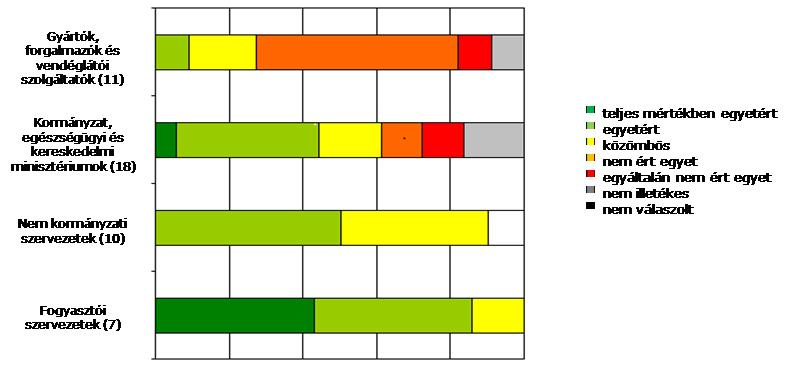 Gyártók,
forgalmazók és
vendéglátói
szolgáltatók (11)
Kormányzat,
egészségügyi és
kereskedelmi
minisztériumok (18)
Nem kormányzati
szervezetek (10)
Fogyasztói
szervezetek (7)
teljes mértékben egyetért
egyetért
közömbös
nem ért egyet
egyáltalán nem ért egyet
nem illetékes
nem válaszolt